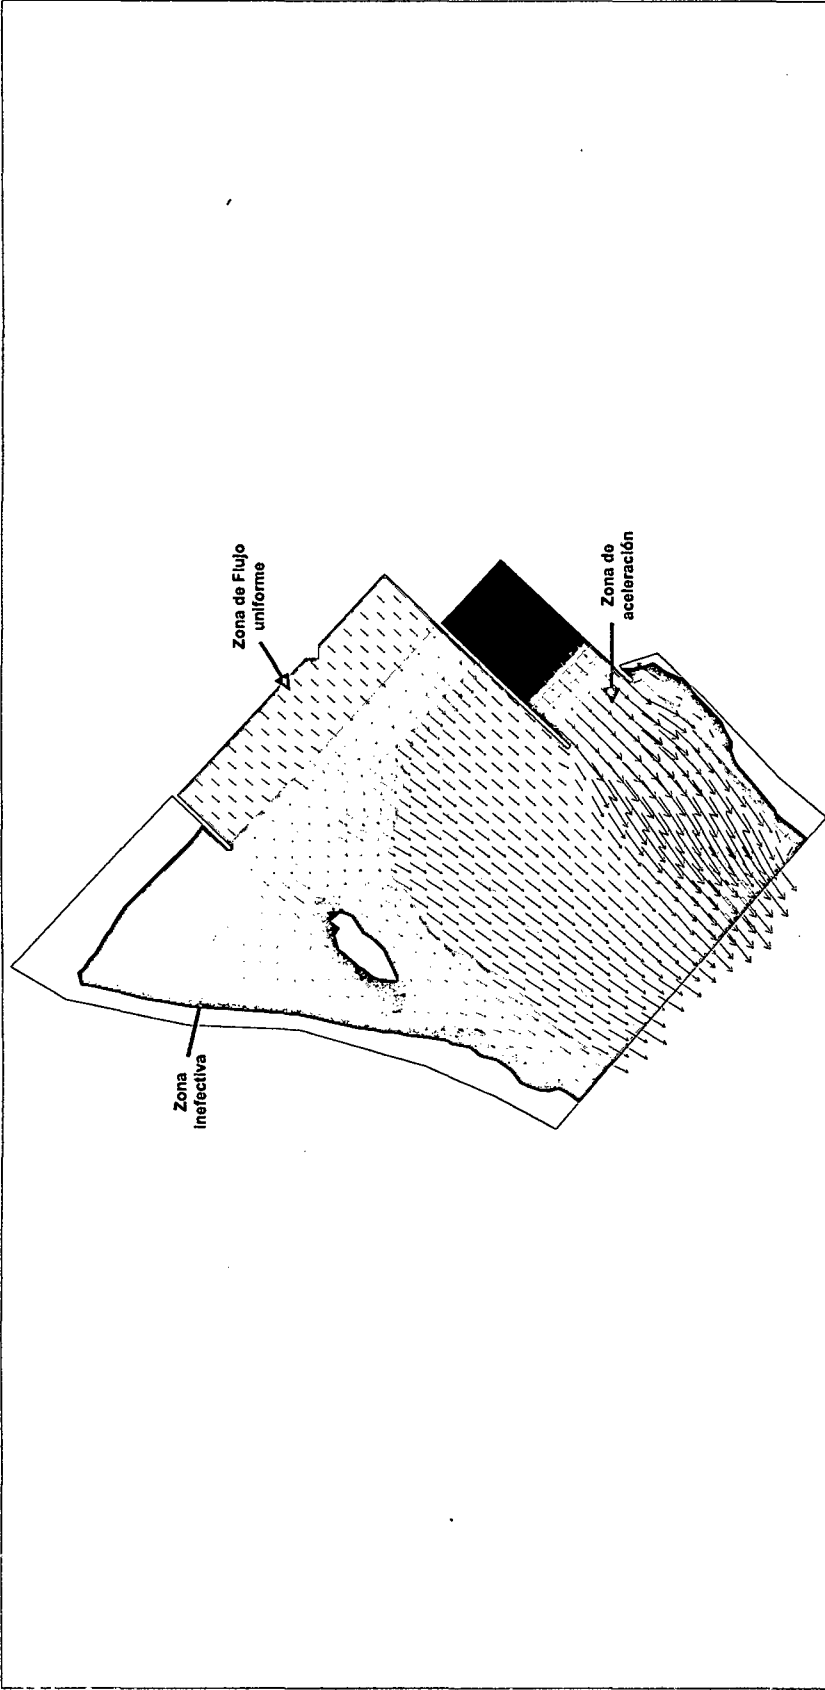 Zona de Flujo
uniforme
Zona de
aceleración
Zona
inefectiva